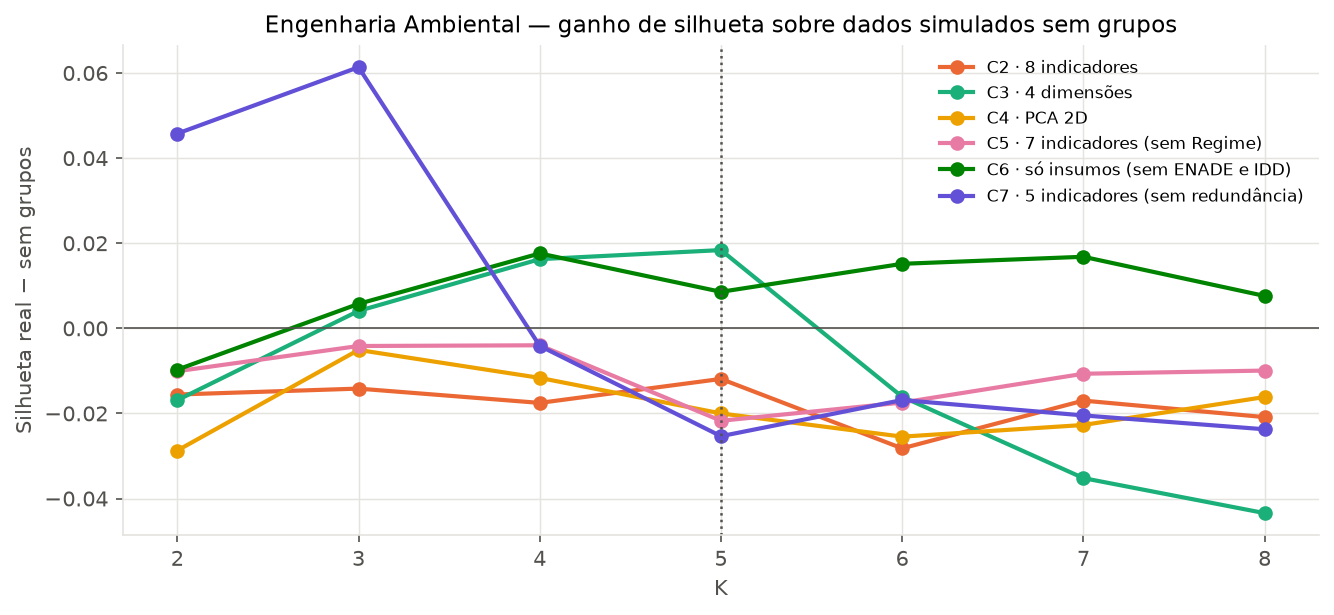 Engenharia Ambiental — ganho de silhueta sobre dados simulados sem grupos
Silhueta real — sem grupos
0.06
0.04
0.02
0.00
−0.02
−0.04
C2 · 8 indicadores
C3 · 4 dimensões
C4 · PCA 2D
C5 · 7 indicadores (sem Regime)
C6 · só insumos (sem ENADE e IDD)
C7 · 5 indicadores (sem redundância)
2 3 4 5 6 7 8
K